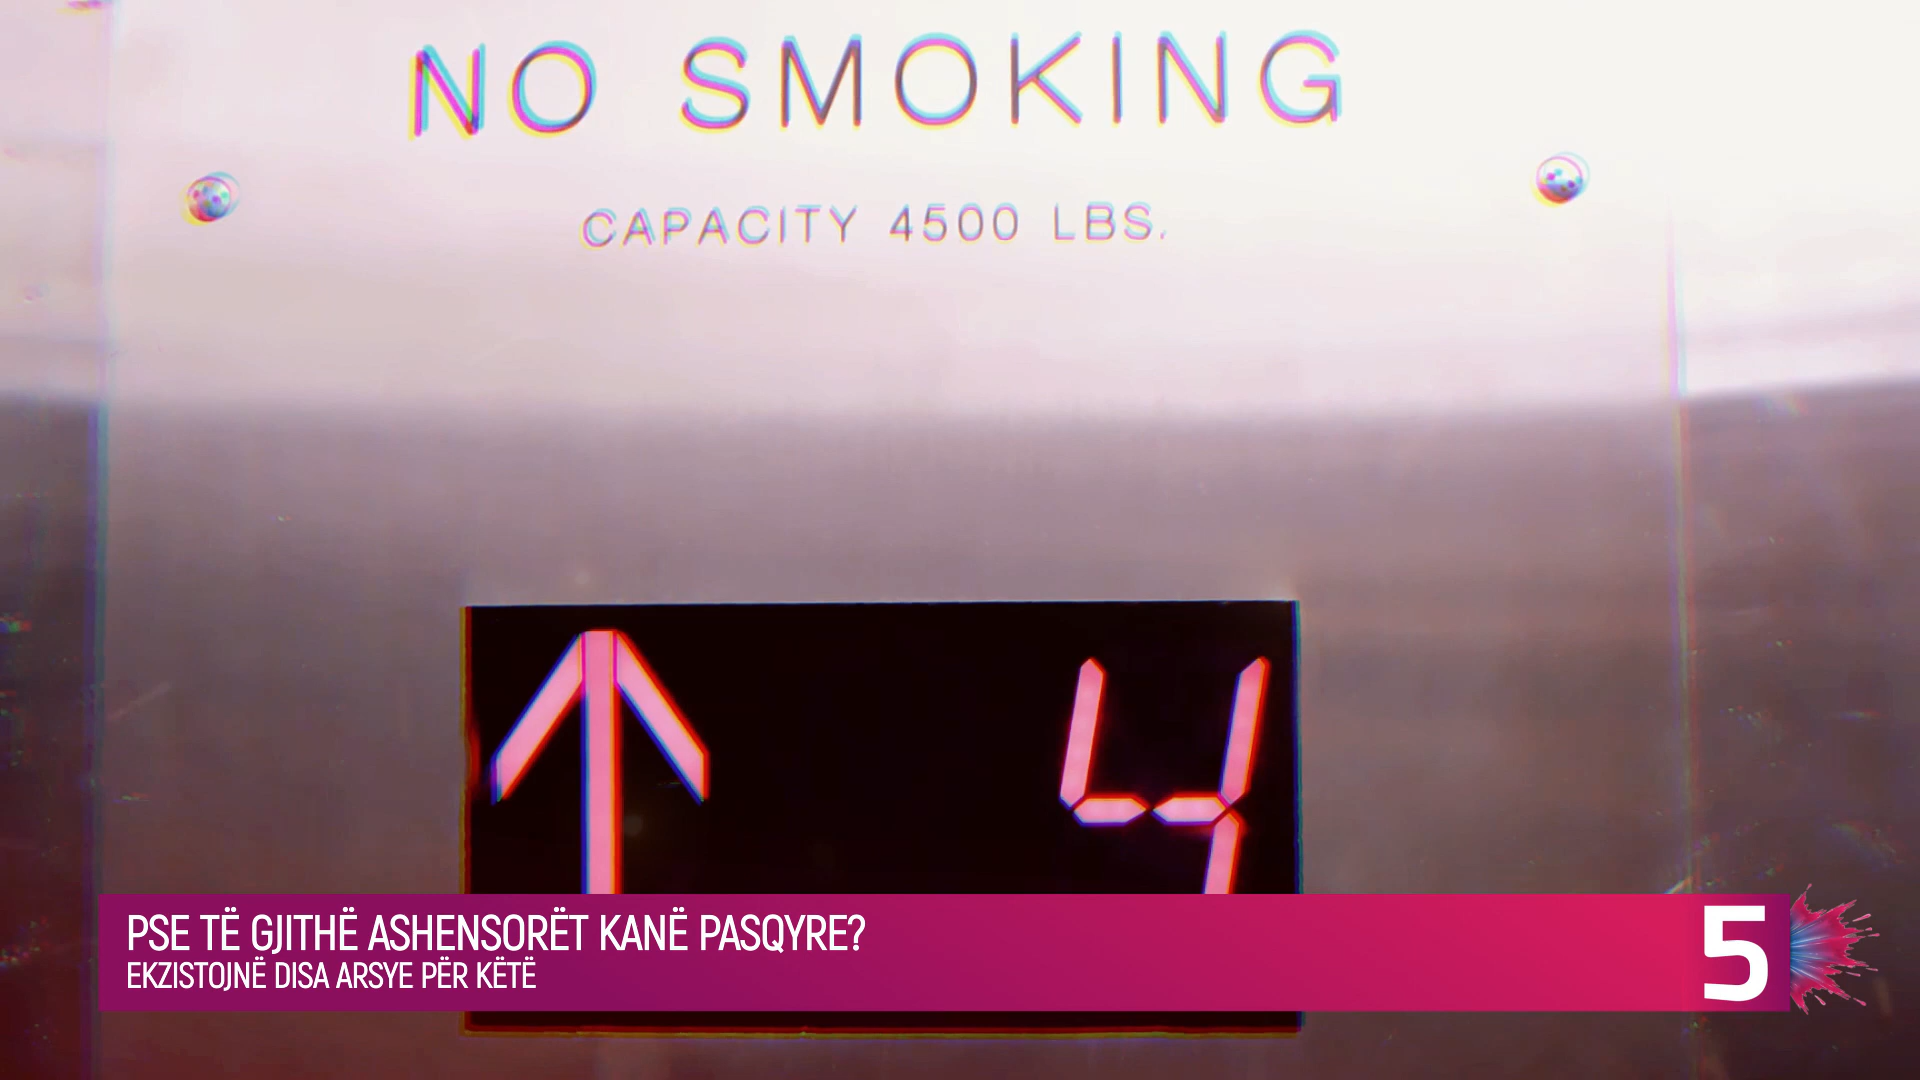 NO SMOKING
CAPACITY 4500 LBS.
4
PSE TË GJITHË ASHENSORËT KANË PASQYRE?
EKZISTOJNË DISA ARSYE PËR KËTË
5